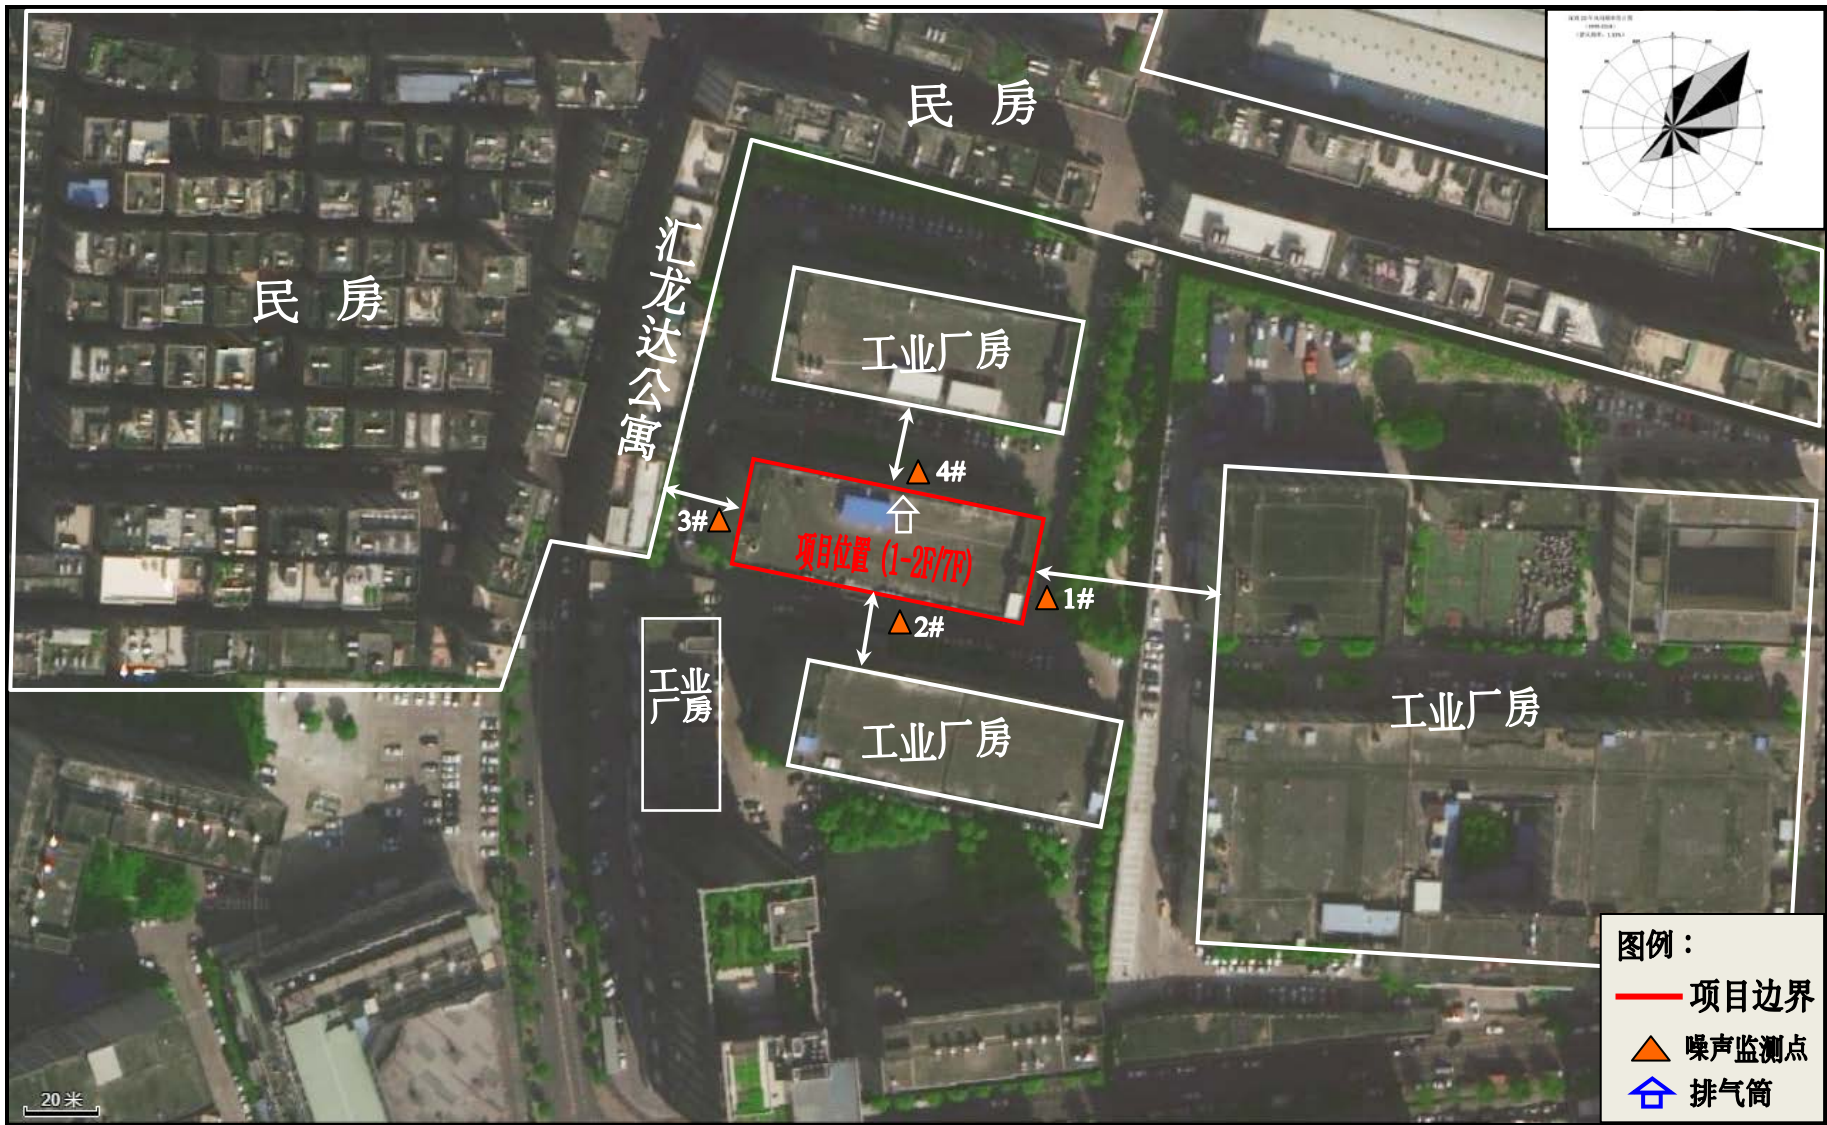 民 房
汇龙达公寓
民 房
工业厂房
4#
3#
项目位置（1-2F/7F）
1#
2#
工业
厂房
工业厂房
工业厂房
图例：
项目边界
噪声监测点
排气筒
20 米